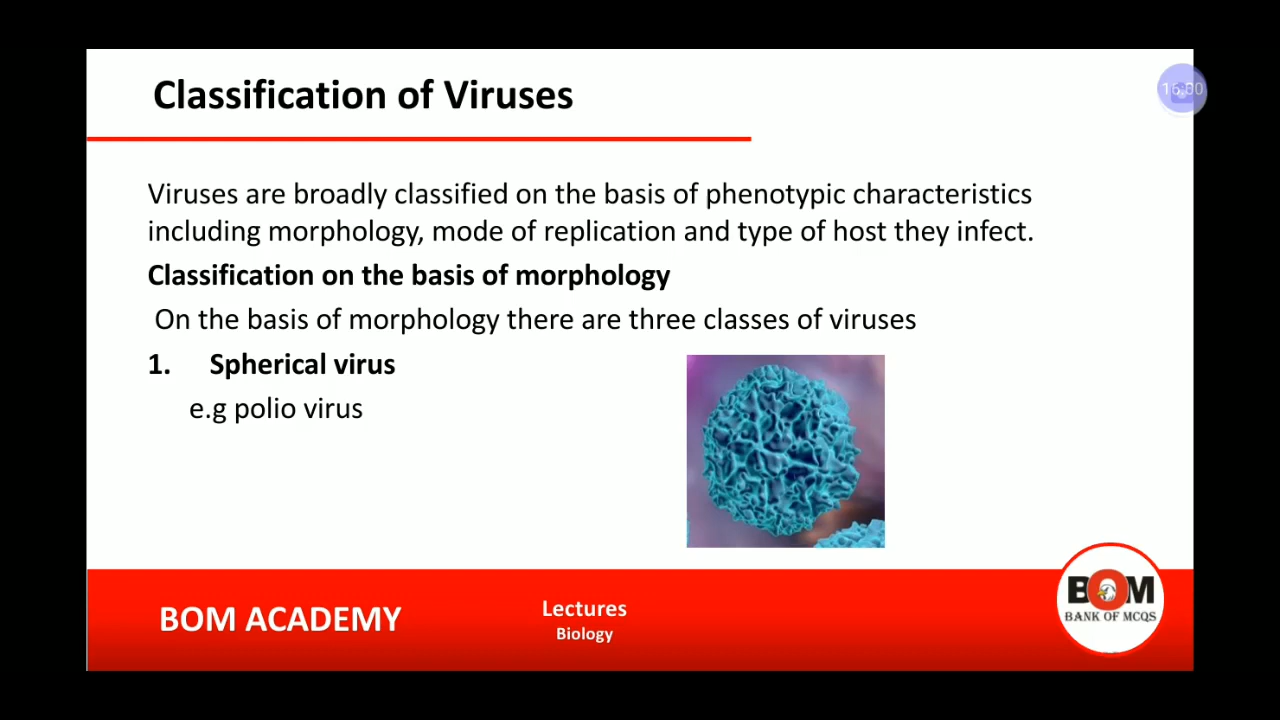 Classification of Viruses
16:00
Viruses are broadly classified on the basis of phenotypic characteristics
including morphology, mode of replication and type of host they infect.
Classification on the basis of morphology
On the basis of morphology there are three classes of viruses
1. Spherical virus
e.g polio virus
BOM ACADEMY
Lectures
Biology
BOM
BANK OF MCQS